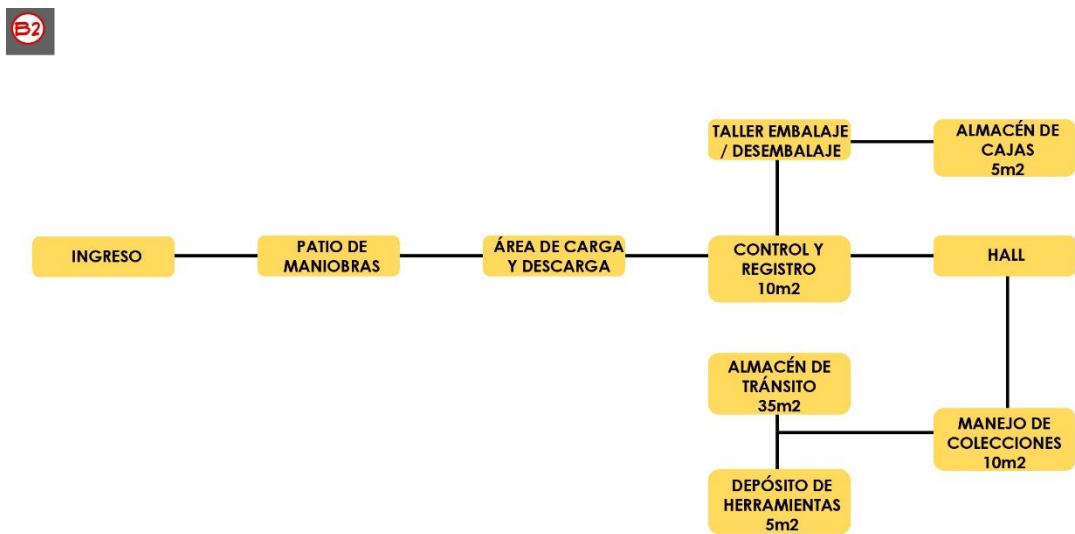 B2
TALLER EMBALAJE
/ DESEMBALAJE
ALMACÉN DE
CAJAS
5m2
INGRESO
PATIO DE
MANIOBRAS
ÁREA DE CARGA
Y DESCARGA
CONTROL Y
REGISTRO
10m2
HALL
ALMACÉN DE
TRÁNSITO
35m2
MANEJO DE
COLECCIONES
10m2
DEPÓSITO DE
HERRAMIENTAS
5m2